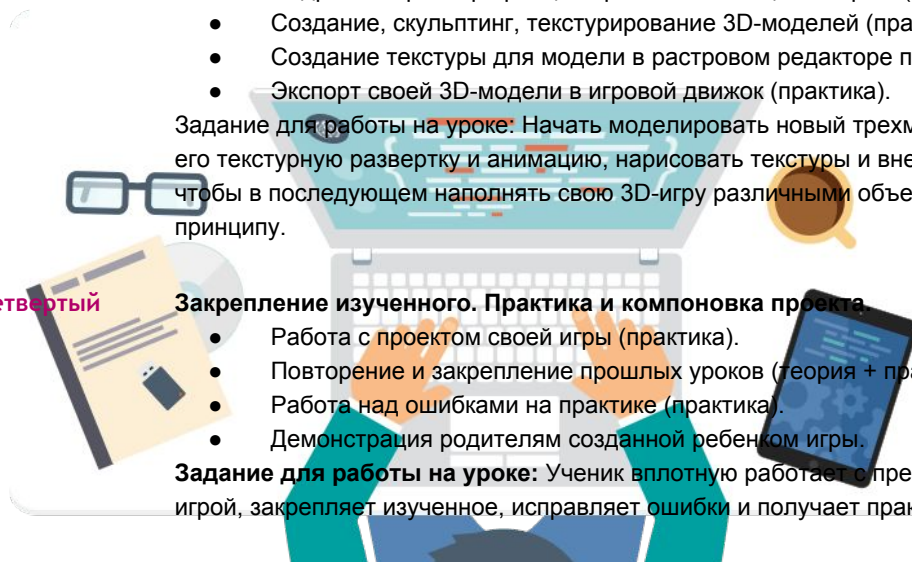 ● Создание, скульптинг, текстурирование 3D-моделей (пра
● Создание текстуры для модели в растровом редакторе п
● Экспорт своей 3D-модели в игровой движок (практика).
Задание для работы на уроке: Начать моделировать новый трехм
его текстурную развертку и анимацию, нарисовать текстуры и вне
чтобы в последующем наполнять свою 3D-игру различными объе
принципу.
етвертый Закрепление изученного. Практика и компоновка проекта.
● Работа с проектом своей игры (практика).
● Повторение и закрепление прошлых уроков (теория + пра
● Работа над ошибками на практике (практика).
● Демонстрация родителям созданной ребенком игры.
Задание для работы на уроке: Ученик вплотную работает с пре
игрой, закрепляет изученное, исправляет ошибки и получает прак